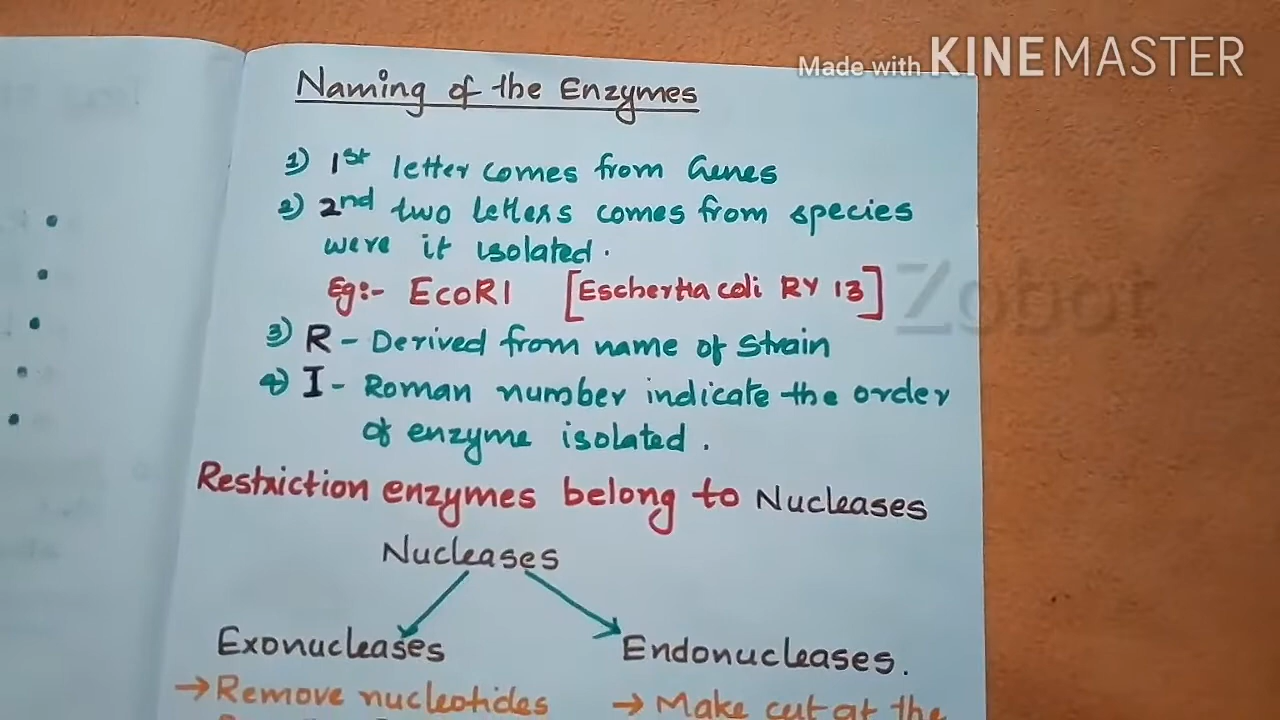 Made with KINEMASTER
Naming of the Enzymes
1) 1st letter comes from Genes
2) 2nd two letters comes from species
were it isolated.
Eg:- EcoRI [Eschertia coli RY 13]
Zobot
3) R - Derived from name of Strain
4) I - Roman number indicate the order
of enzyme isolated.
Restriction enzymes belong to Nucleases
Nucleases
Exonucleases Endonucleases.
→ Remove nucleotides → Make cut at the